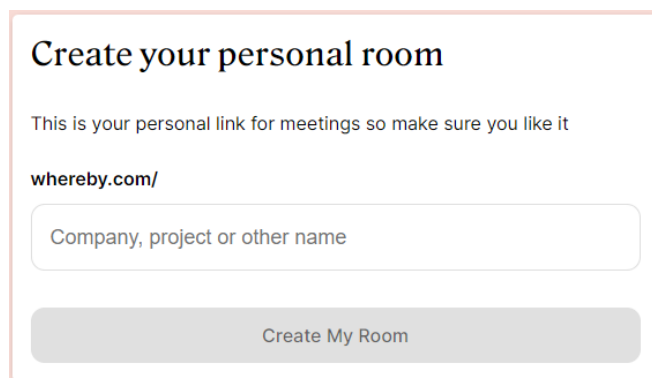 Create your personal room
This is your personal link for meetings so make sure you like it
whereby.com/
Company, project or other name
Create My Room